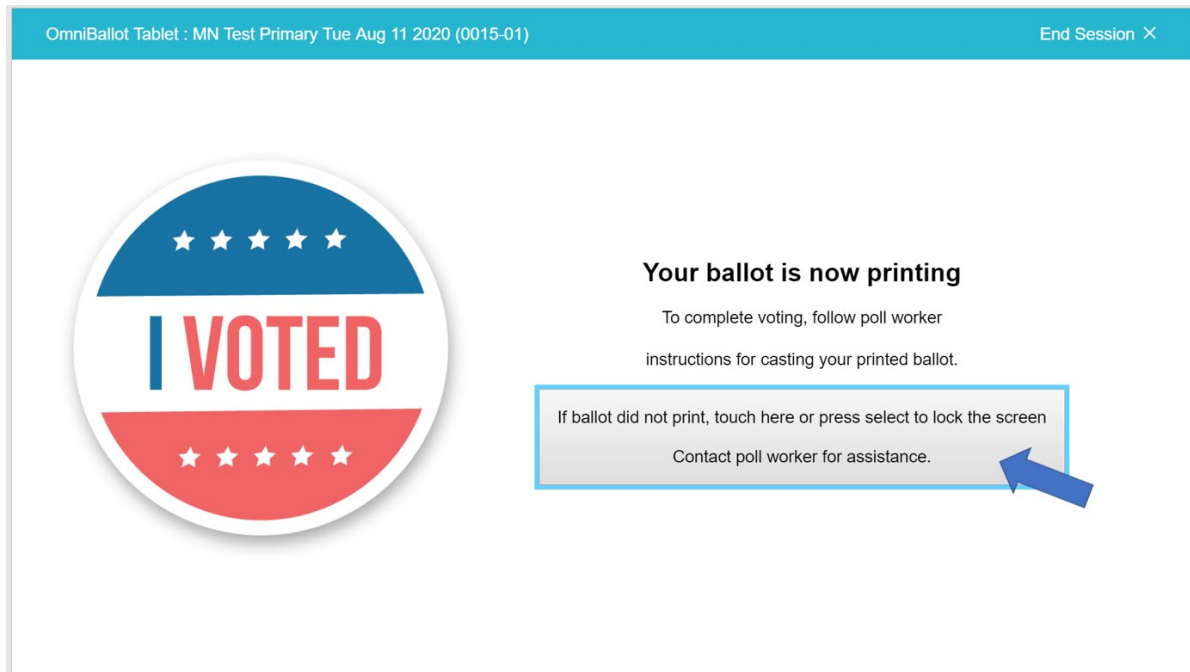 OmniBallot Tablet : MN Test Primary Tue Aug 11 2020 (0015-01)
End Session ×
I VOTED
Your ballot is now printing
To complete voting, follow poll worker
instructions for casting your printed ballot.
If ballot did not print, touch here or press select to lock the screen
Contact poll worker for assistance.